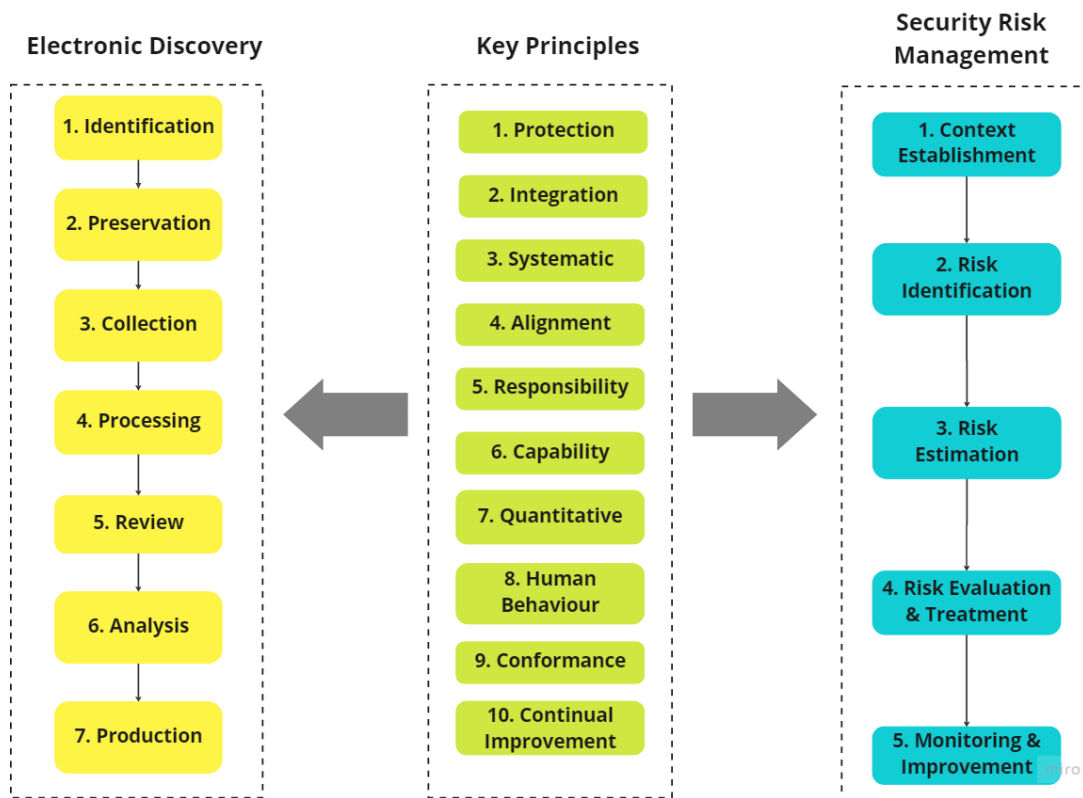 Electronic Discovery
1. Identification
2. Preservation
3. Collection
4. Processing
5. Review
6. Analysis
7. Production
Key Principles
1. Protection
2. Integration
3. Systematic
4. Alignment
5. Responsibility
6. Capability
7. Quantitative
8. Human
Behaviour
9. Conformance
10. Continual
Improvement
Security Risk
Management
1. Context
Establishment
2. Risk
Identification
3. Risk
Estimation
4. Risk Evaluation
& Treatment
5. Monitoring &
Improvement
miro